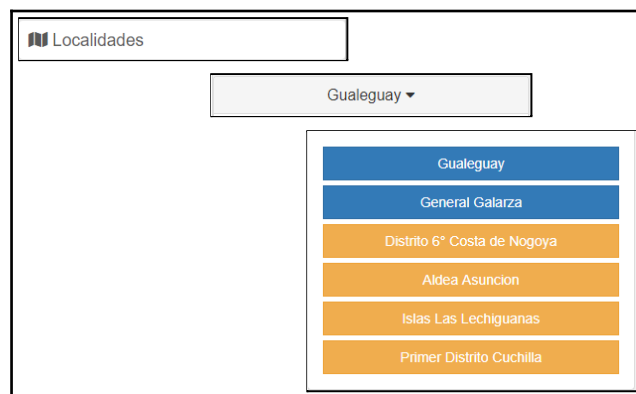 Localidades
Gualeguay
Gualeguay
General Galarza
Distrito 6° Costa de Nogoya
Aldea Asuncion
Islas Las Lechiguanas
Primer Distrito Cuchilla